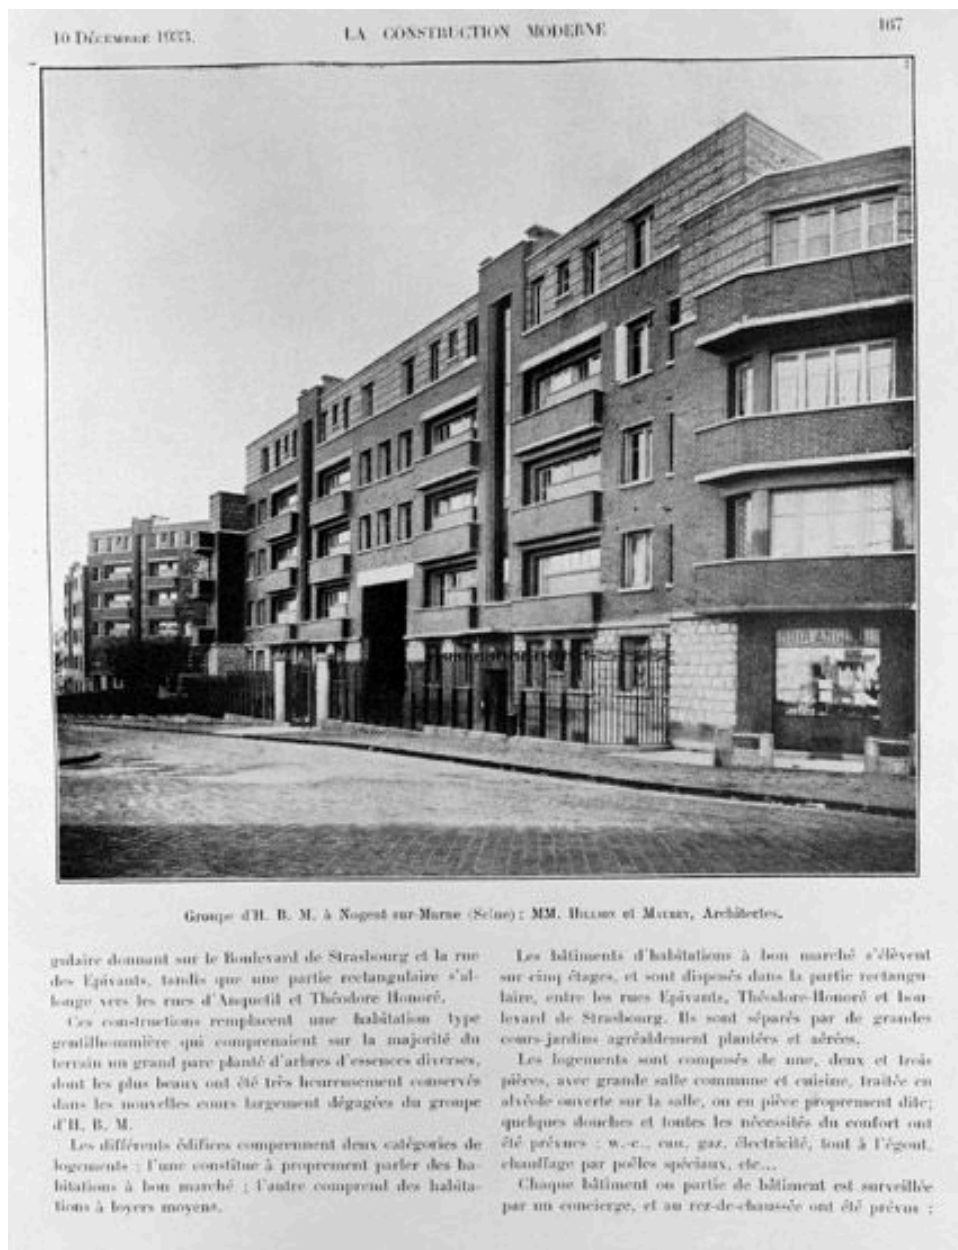 10 Décembre 1933.
LA CONSTRUCTION MODERNE
167
Groupe d'H. B. M. à Nogent-sur-Marne (Seine) ; MM. et Architectes.
gulaire donnant sur le Boulevard de Strasbourg et la rue
des Epivants, tandis que une partie rectangulaire s'al-
longe vers les rues d'Anquetil et Théodore Honoré.
Ces constructions remplacent une habitation type
gentilhommière qui comprenaient sur la majorité du
terrain un grand parc planté d'arbres d'essences diverses,
dont les plus beaux ont été très heureusement conservés
dans les nouvelles cours largement dégagées du groupe
d'H. B. M.
Les différents édifices comprennent deux catégories de
logements : l'une constitue à proprement parler des ha-
bitations à bon marché ; l'autre comprend des habita-
tions à loyers moyens.
Les bâtiments d'habitations à bon marché s'élèvent
sur cinq étages, et sont disposés dans la partie rectangu-
laire, entre les rues Epivants, Théodore-Honoré et bou-
levard de Strasbourg. Ils sont séparés par de grandes
cours-jardins agréablement plantées et aérées.
Les logements sont composés de une, deux et trois
pièces, avec grande salle commune et cuisine, traitée en
alvéole ouverte sur la salle, ou en pièce proprement dite;
quelques douches et toutes les nécessités du confort ont
été prévues : w.-c., eau, gaz, électricité, tout à l'égout,
chauffage par poêles spéciaux, etc...
Chaque bâtiment ou partie de bâtiment est surveillée
par un concierge, et au rez-de-chaussée ont été prévus :